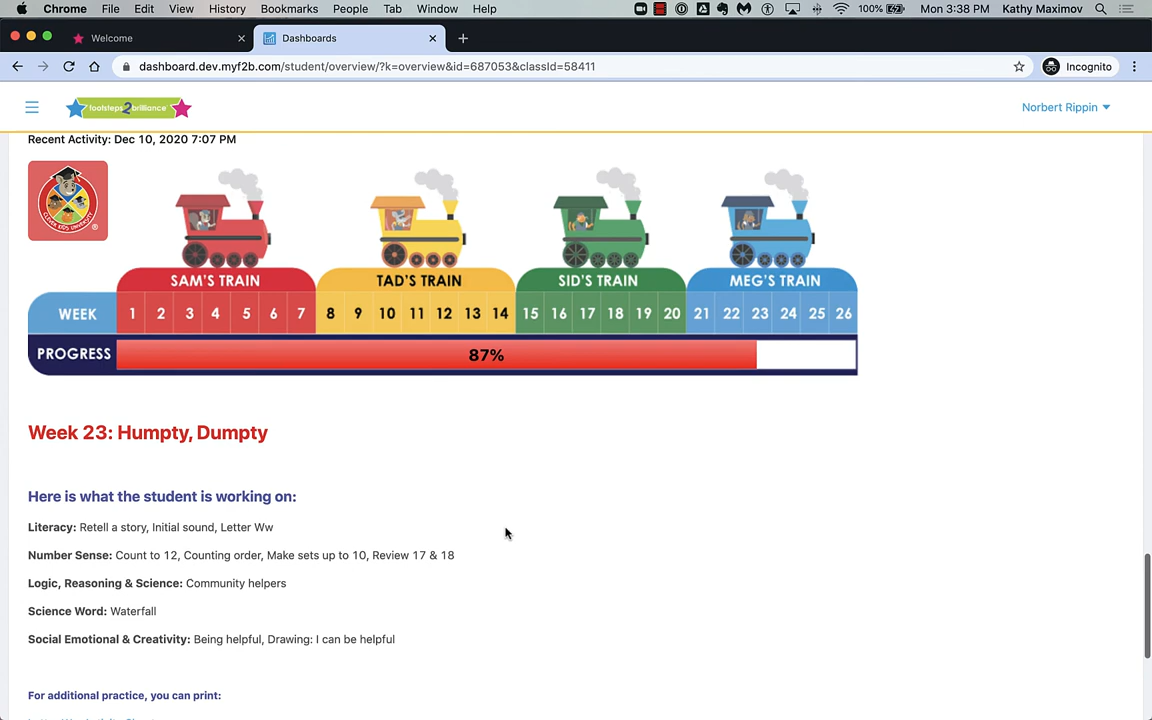 Chrome File Edit View History Bookmarks People Tab Window Help 100% Mon 3:38 PM Kathy Maximov
Welcome Dashboards
dashboard.dev.myf2b.com/student/overview/?k=overview&id=687053&classId=58411 Incognito
footsteps2brilliance Norbert Rippin
Recent Activity: Dec 10, 2020 7:07 PM
CLEVER KIDS UNIVERSITY
SAM'S TRAIN TAD'S TRAIN SID'S TRAIN MEG'S TRAIN
WEEK 1 2 3 4 5 6 7 8 9 10 11 12 13 14 15 16 17 18 19 20 21 22 23 24 25 26
PROGRESS 87%
Week 23: Humpty, Dumpty
Here is what the student is working on:
Literacy: Retell a story, Initial sound, Letter Ww
Number Sense: Count to 12, Counting order, Make sets up to 10, Review 17 & 18
Logic, Reasoning & Science: Community helpers
Science Word: Waterfall
Social Emotional & Creativity: Being helpful, Drawing: I can be helpful
For additional practice, you can print: